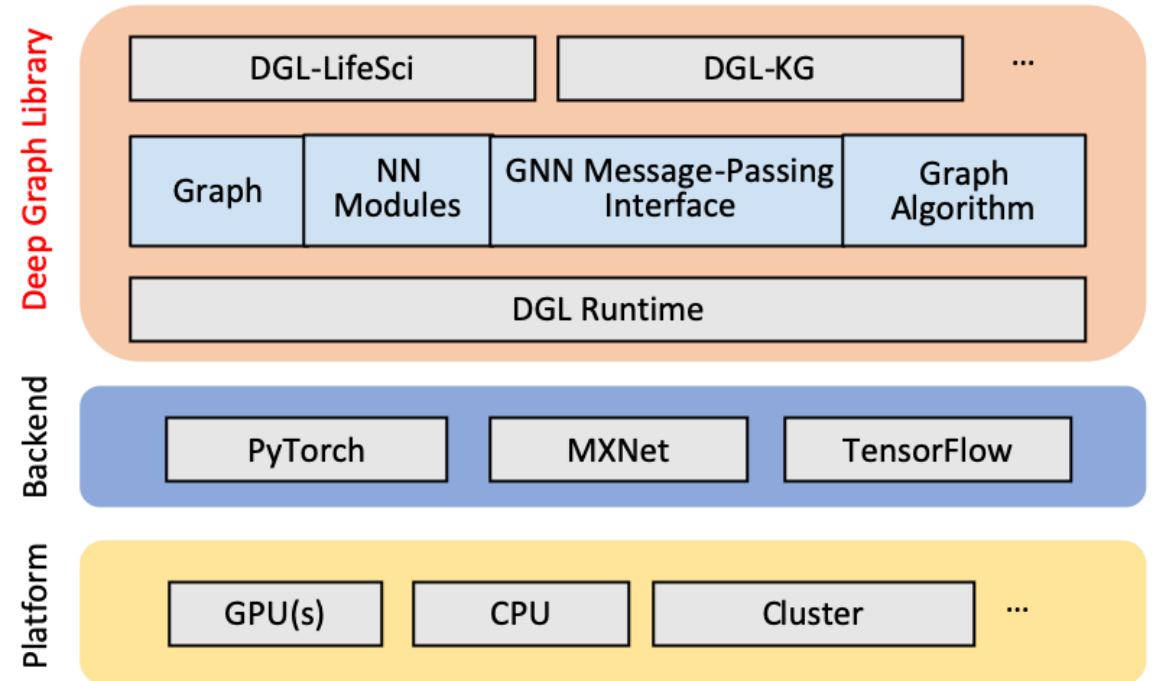 Deep Graph Library
DGL-LifeSci
DGL-KG
...
Graph
NN
Modules
GNN Message-Passing
Interface
Graph
Algorithm
DGL Runtime
Backend
PyTorch
MXNet
TensorFlow
Platform
GPU(s)
CPU
Cluster
...